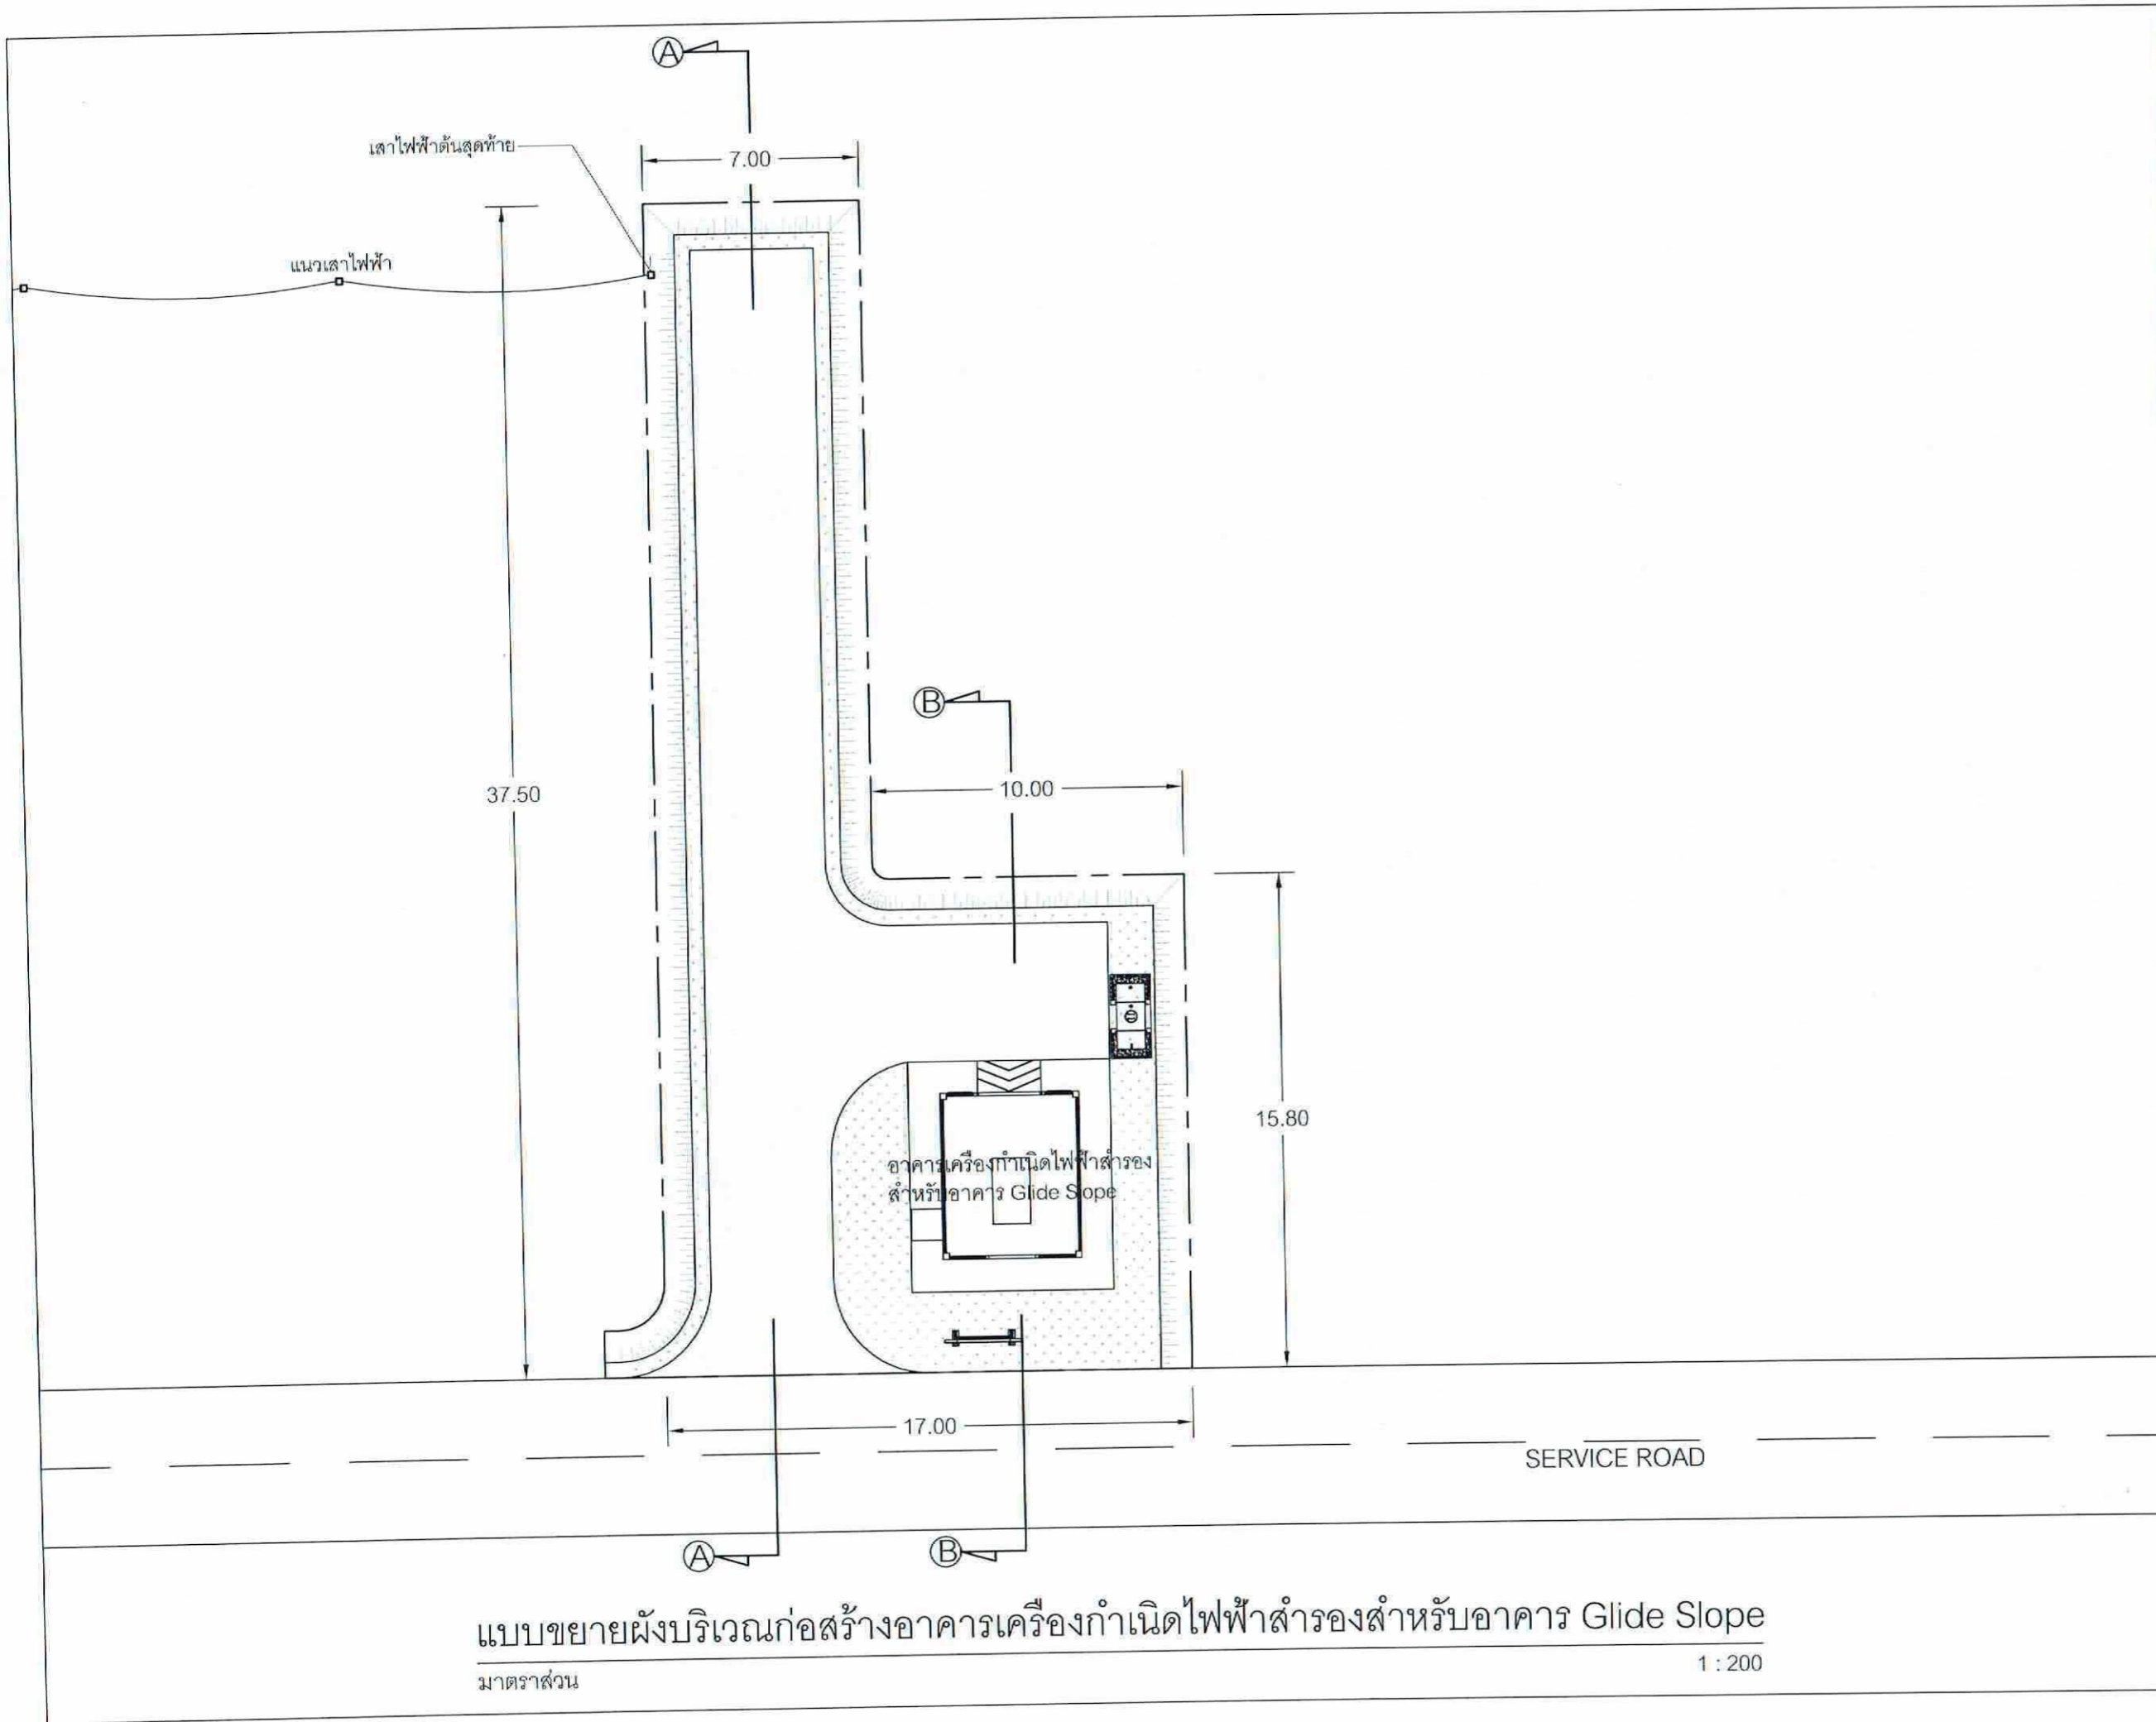 A
เสาไฟฟ้าต้นสุดท้าย
7.00
แนวเสาไฟฟ้า
B
37.50
10.00
15.80
อาคารเครื่องกำเนิดไฟฟ้าสำรอง
สำหรับอาคาร Glide Slope
17.00
SERVICE ROAD
A
B
แบบขยายผังบริเวณก่อสร้างอาคารเครื่องกำเนิดไฟฟ้าสำรองสำหรับอาคาร Glide Slope
มาตราส่วน
1 : 200